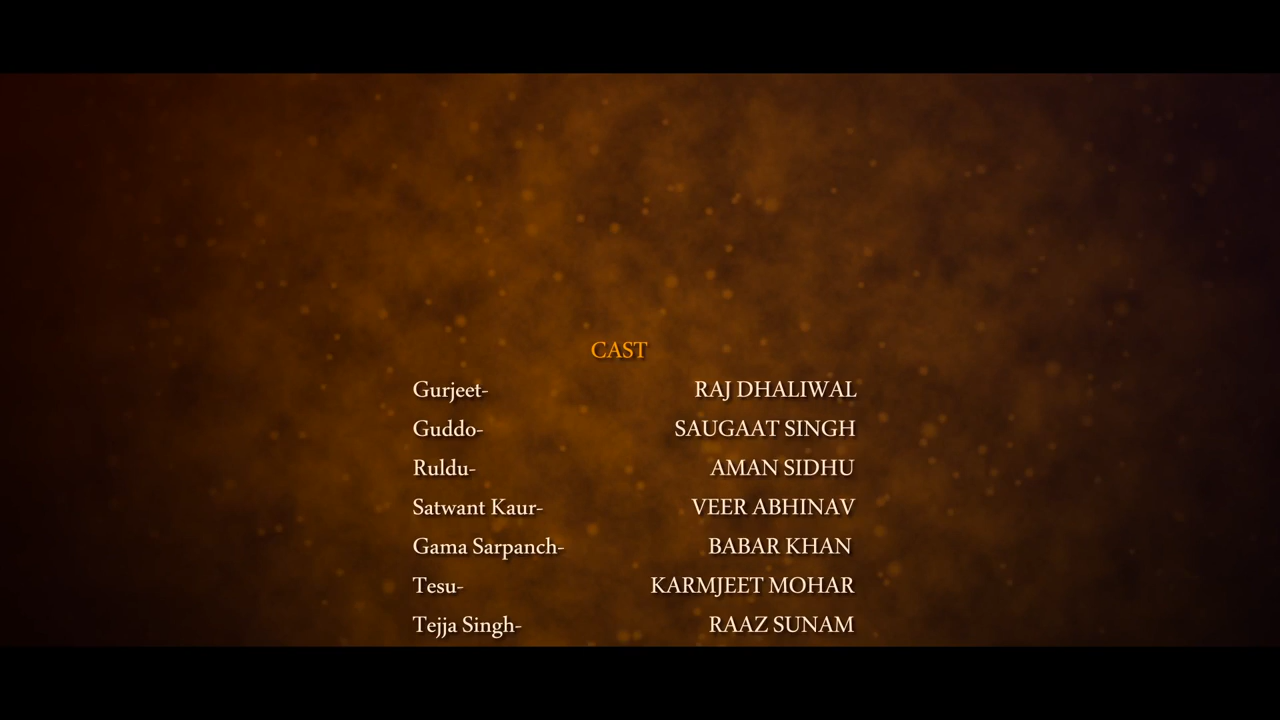 CAST
Gurjeet- RAJ DHALIWAL
Guddo- SAUGAAT SINGH
Ruldu- AMAN SIDHU
Satwant Kaur- VEER ABHINAV
Gama Sarpanch- BABAR KHAN
Tesu- KARMJEET MOHAR
Tejja Singh- RAAZ SUNAM